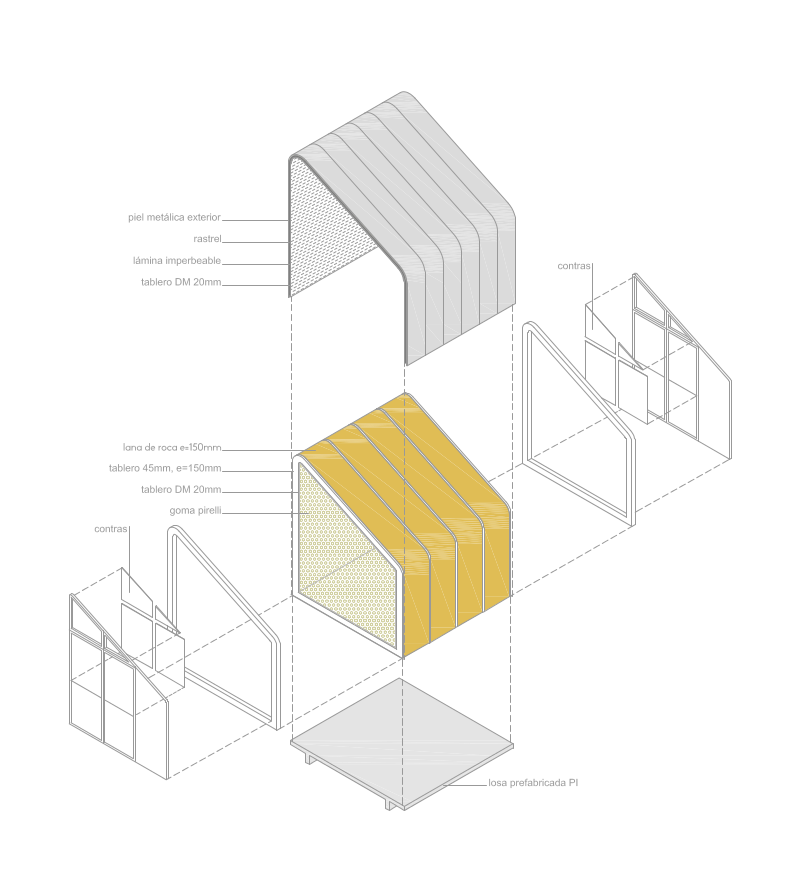 piel metálica exterior
rastrel
lámina imperbeable
tablero DM 20mm
contras
lana de roca e=150mm
tablero 45mm, e=150mm
tablero DM 20mm
goma pirelli
contras
losa prefabricada PI